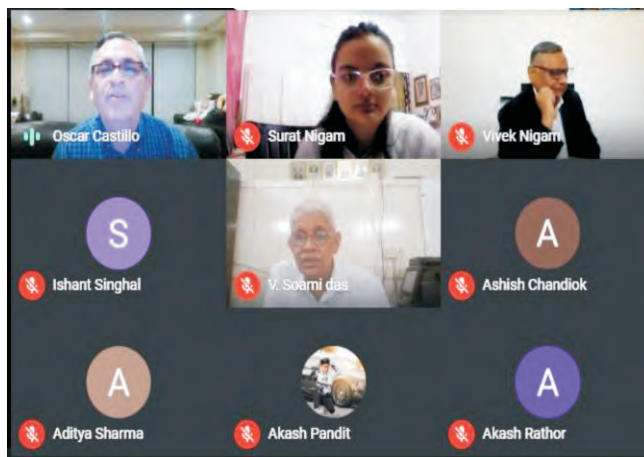 Oscar Castillo
Surat Nigam
Vivek Nigam
S
Ishant Singhal
V. Soami das
A
Ashish Chandiok
A
Aditya Sharma
Akash Pandit
A
Akash Rathor